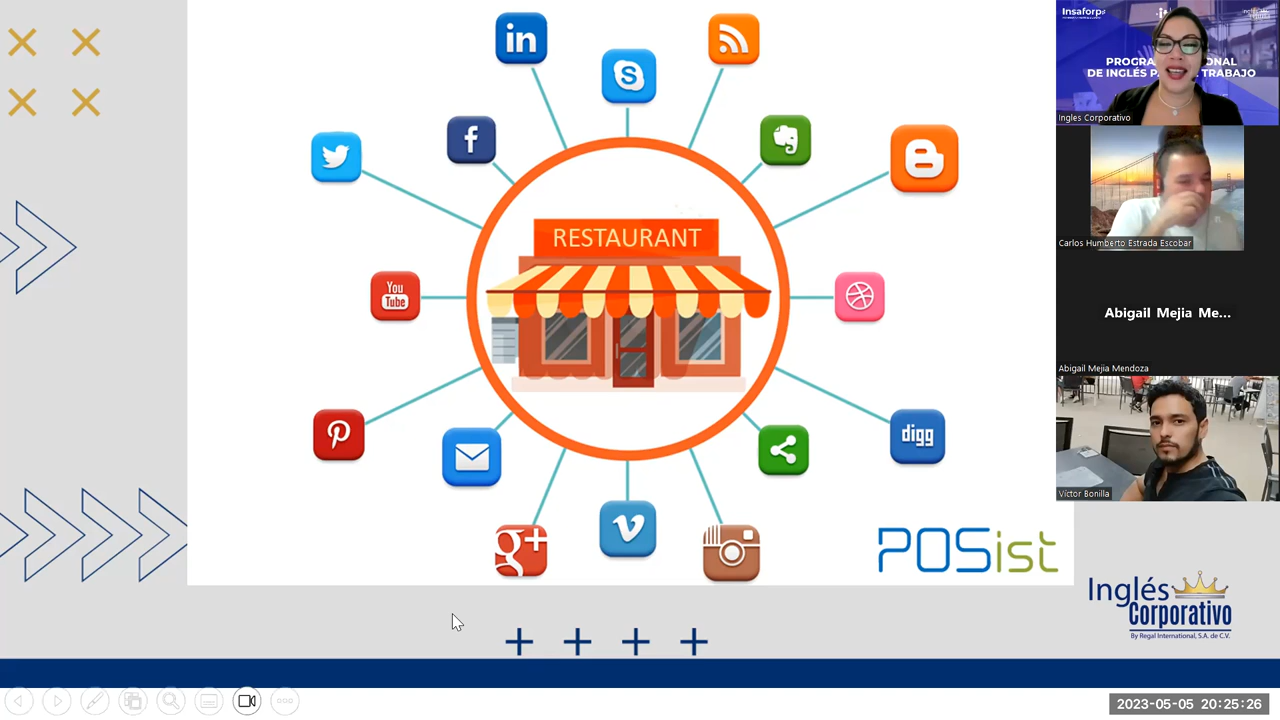 in
S
f
B
RESTAURANT
You
Tube
digg
g+
V
POSist
Insaforp
PROGRA
ONAL
DE INGLÉS PA
TRABAJO
Ingles Corporativo
Carlos Humberto Estrada Escobar
Abigail Mejia Me...
Abigail Mejia Mendoza
Víctor Bonilla
Inglés
Corporativo
By Regal International, S.A. de C.V.
2023-05-05 20:25:26